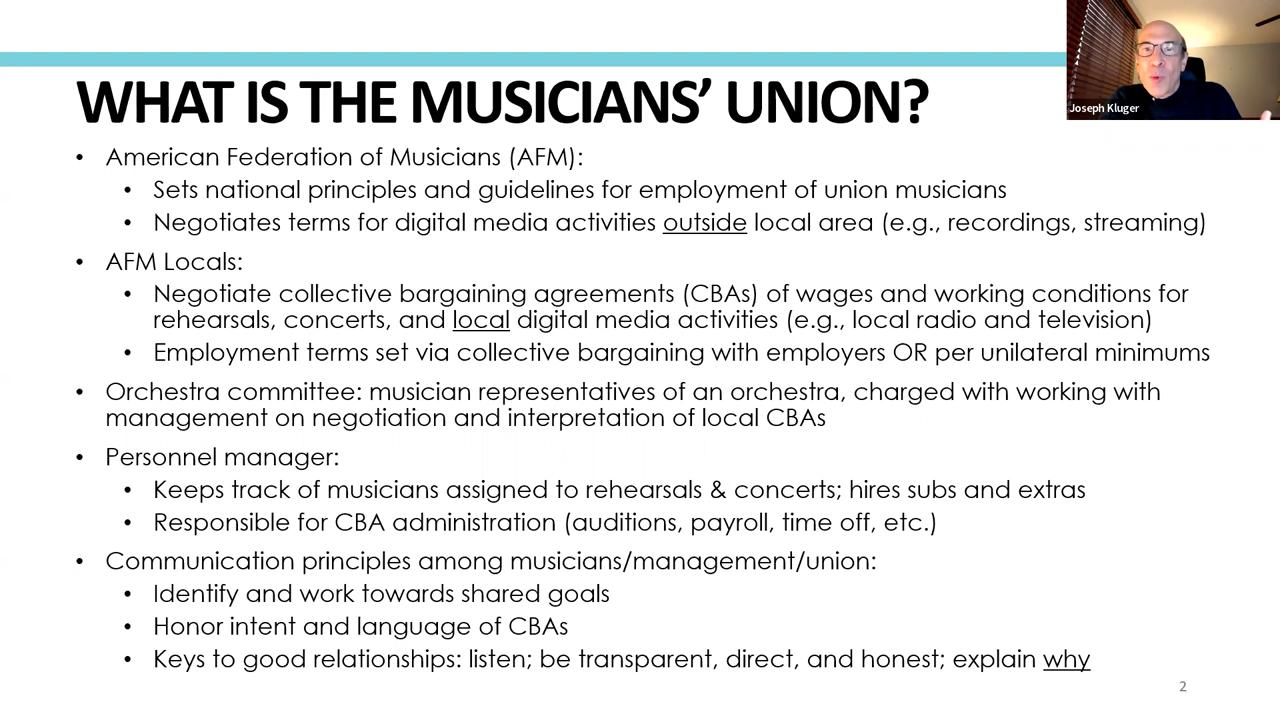 WHAT IS THE MUSICIANS’ UNION?
Joseph Kluger
• American Federation of Musicians (AFM):
• Sets national principles and guidelines for employment of union musicians
• Negotiates terms for digital media activities outside local area (e.g., recordings, streaming)
• AFM Locals:
• Negotiate collective bargaining agreements (CBAs) of wages and working conditions for
rehearsals, concerts, and local digital media activities (e.g., local radio and television)
• Employment terms set via collective bargaining with employers OR per unilateral minimums
• Orchestra committee: musician representatives of an orchestra, charged with working with
management on negotiation and interpretation of local CBAs
• Personnel manager:
• Keeps track of musicians assigned to rehearsals & concerts; hires subs and extras
• Responsible for CBA administration (auditions, payroll, time off, etc.)
• Communication principles among musicians/management/union:
• Identify and work towards shared goals
• Honor intent and language of CBAs
• Keys to good relationships: listen; be transparent, direct, and honest; explain why
2